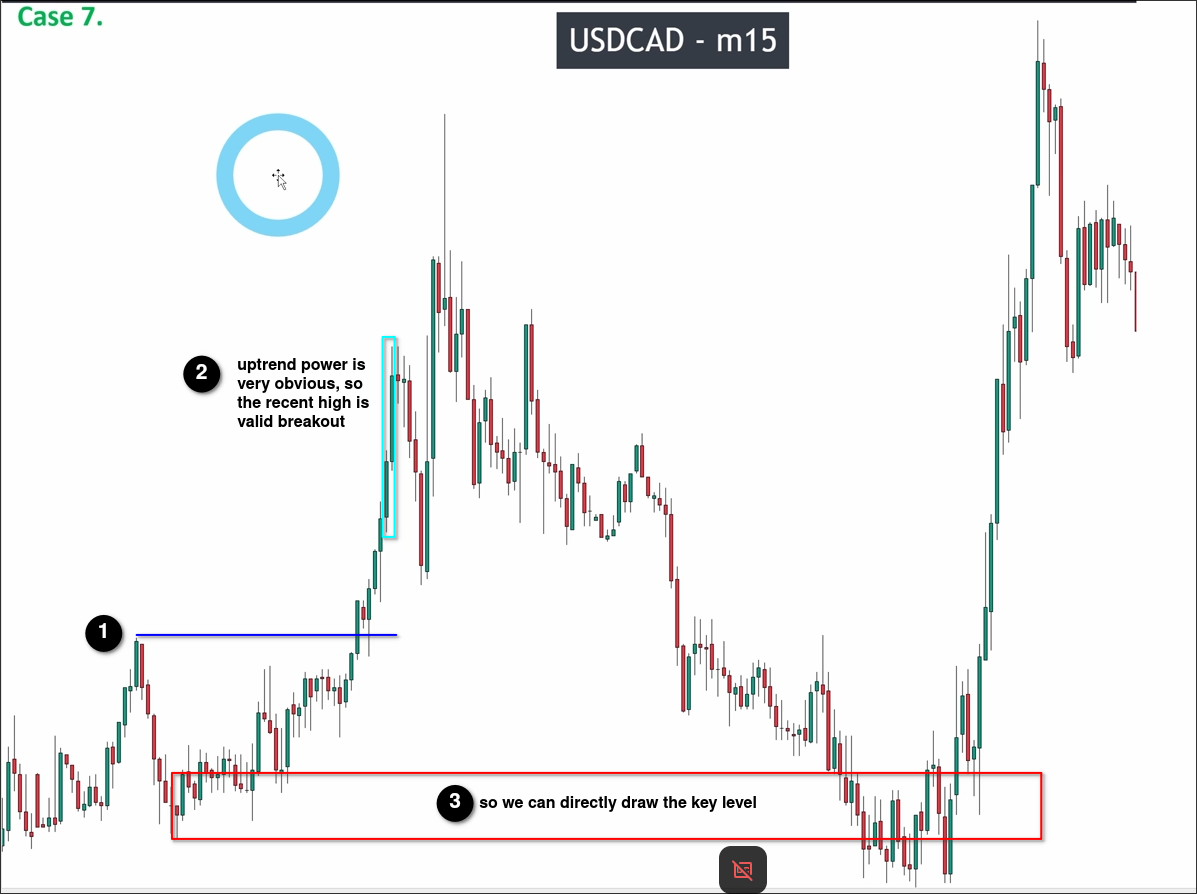 Case 7.
USDCAD - m15
2
uptrend power is
very obvious, so
the recent high is
valid breakout
1
3
so we can directly draw the key level